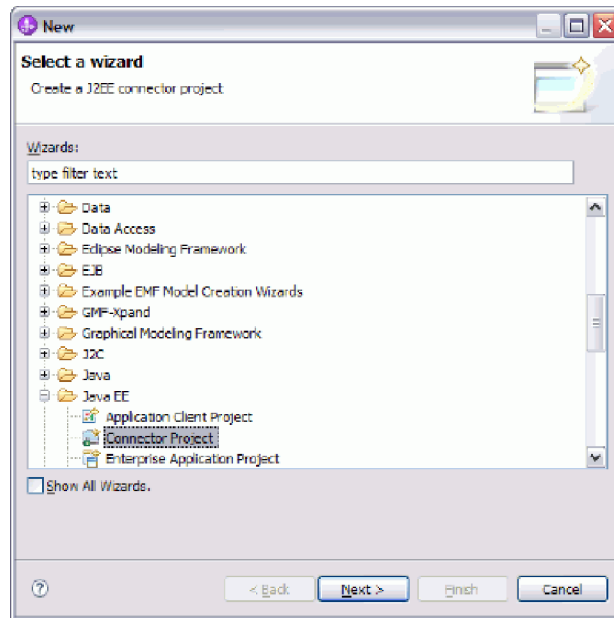 New
Select a wizard
Create a J2EE connector project
Wizards:
type filter text
Data
Data Access
Eclipse Modeling Framework
EJB
Example EMF Model Creation Wizards
GMF-Xpand
Graphical Modeling Framework
J2C
Java
Java EE
Application Client Project
Connector Project
Enterprise Application Project
Show All Wizards.
?
< Back
Next >
Finish
Cancel